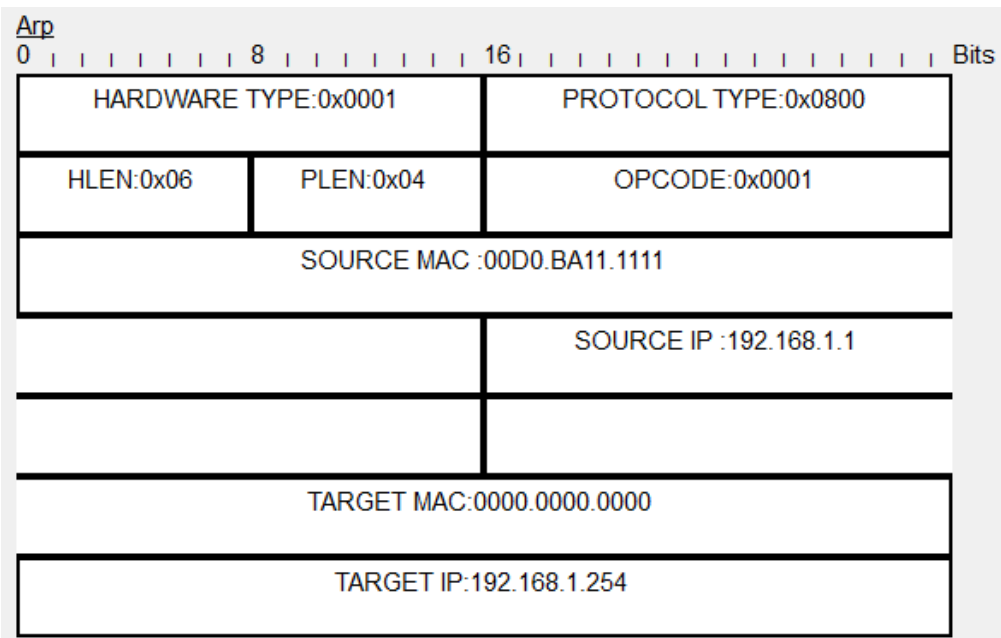 Arp
0 8 16 Bits
HARDWARE TYPE:0x0001 PROTOCOL TYPE:0x0800
HLEN:0x06 PLEN:0x04 OPCODE:0x0001
SOURCE MAC :00D0.BA11.1111
SOURCE IP :192.168.1.1
TARGET MAC:0000.0000.0000
TARGET IP:192.168.1.254